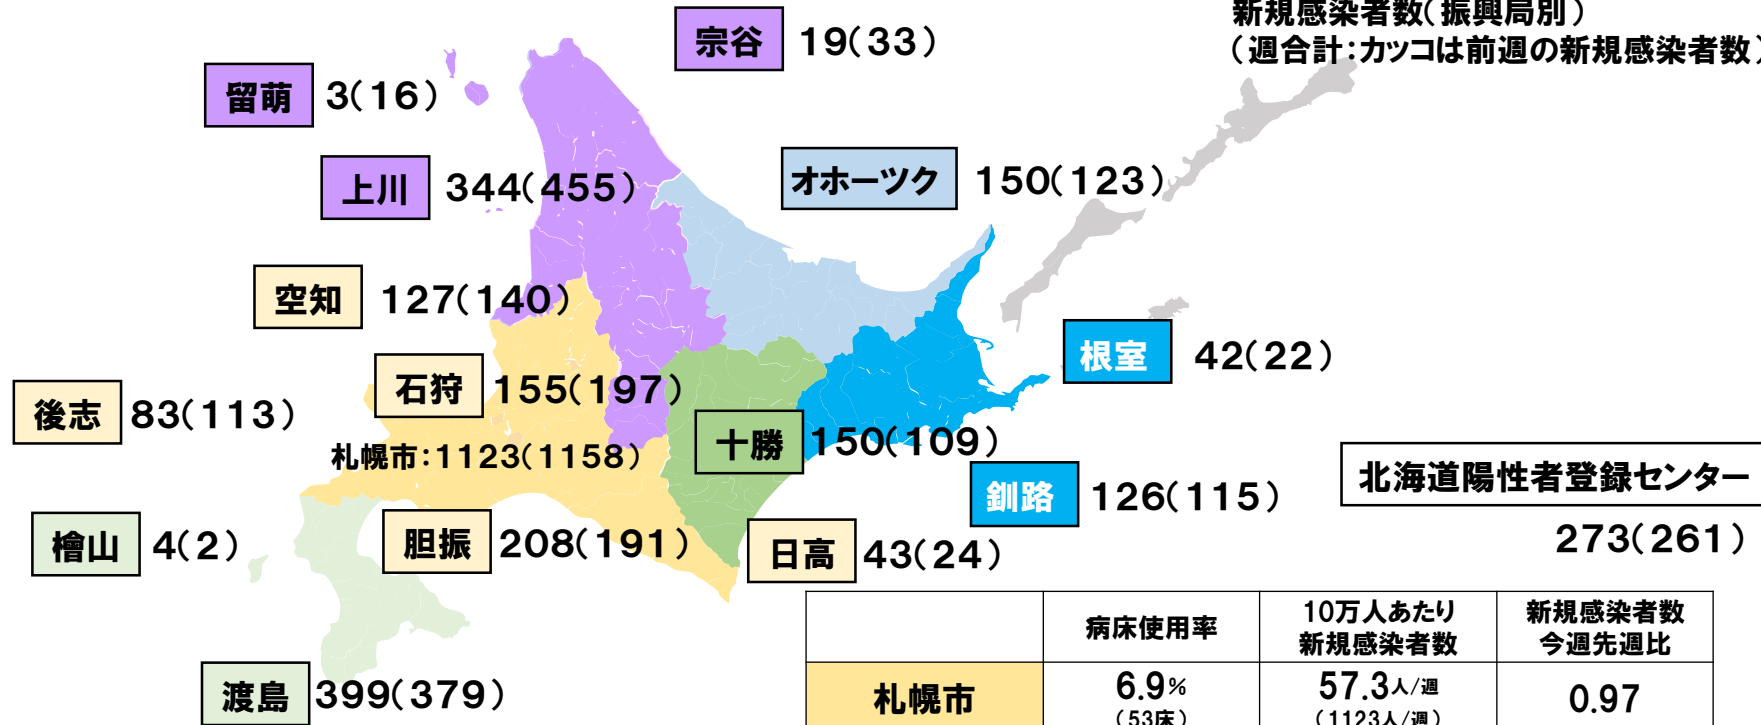 新規感染者数(振興局別)
(週合計:カッコは前週の新規感染者数)
宗谷 19(33)
留萌 3(16)
上川 344(455)
オホーツク 150(123)
空知 127(140)
根室 42(22)
石狩 155(197)
後志 83(113)
札幌市:1123(1158)
十勝 150(109)
釧路 126(115)
北海道陽性者登録センター
273(261)
檜山 4(2)
胆振 208(191)
日高 43(24)
渡島 399(379)
病床使用率 10万人あたり 新規感染者数
新規感染者数 今週先週比
札幌市 6.9% 57.3人/週 0.97
(53床) (1123人/週)